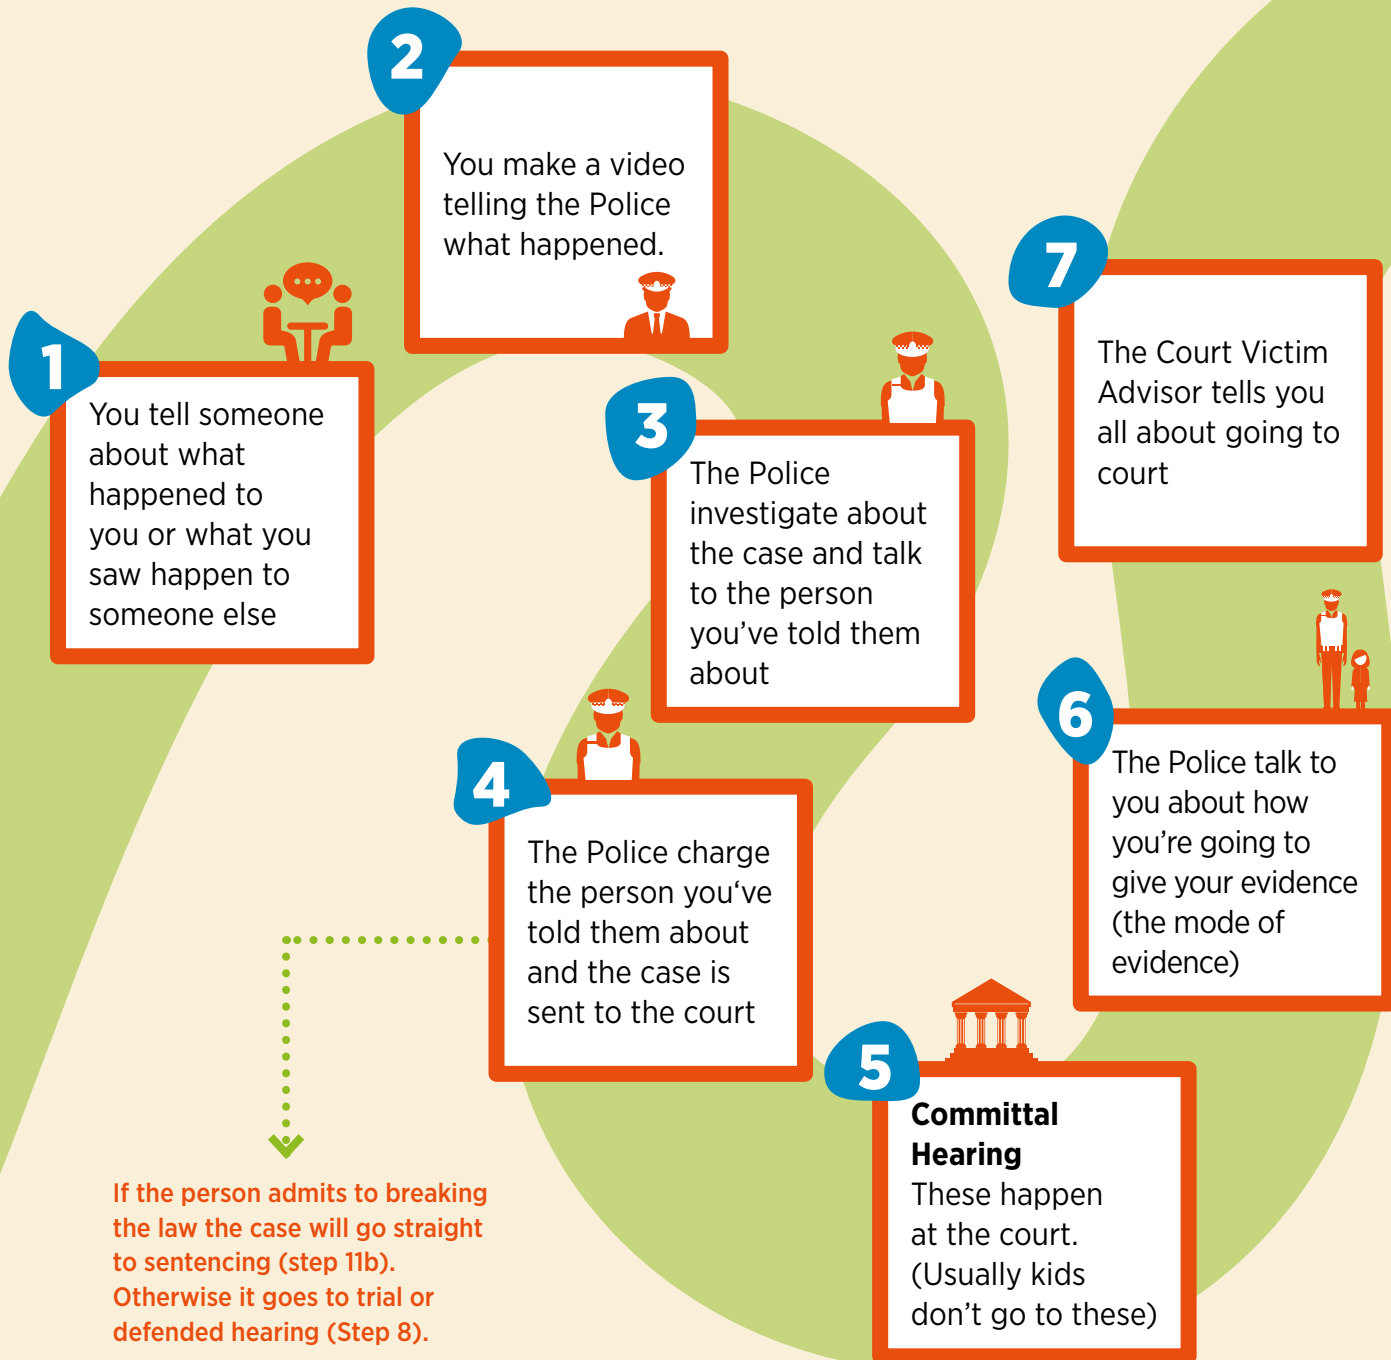 1
You tell someone
about what
happened to
you or what you
saw happen to
someone else
2
You make a video
telling the Police
what happened.
3
The Police
investigate about
the case and talk
to the person
you’ve told them
about
4
The Police charge
the person you‘ve
told them about
and the case is
sent to the court
If the person admits to breaking
the law the case will go straight
to sentencing (step 11b).
Otherwise it goes to trial or
defended hearing (Step 8).
5
Committal
Hearing
These happen
at the court.
(Usually kids
don’t go to these)
6
The Police talk to
you about how
you’re going to
give your evidence
(the mode of
evidence)
7
The Court Victim
Advisor tells you
all about going to
court